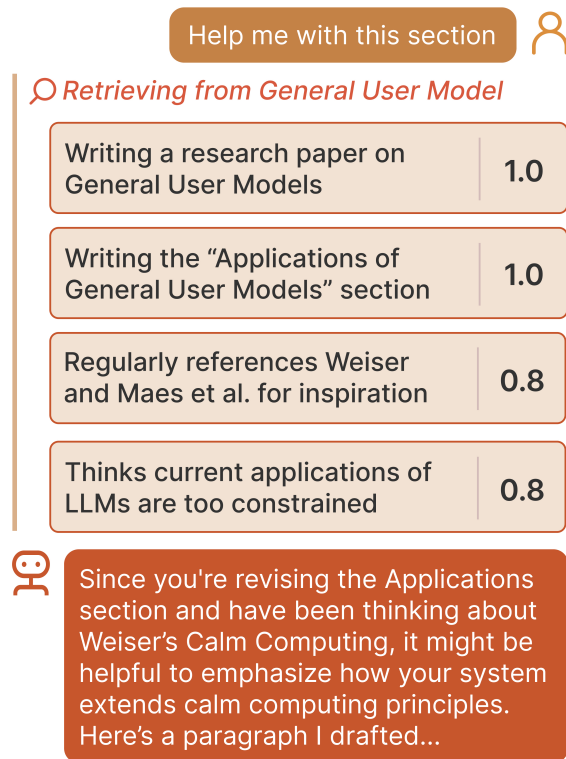 Help me with this section
Retrieving from General User Model
Writing a research paper on
General User Models
1.0
Writing the “Applications of
General User Models” section
1.0
Regularly references Weiser
and Maes et al. for inspiration
0.8
Thinks current applications of
LLMs are too constrained
0.8
Since you're revising the Applications
section and have been thinking about
Weiser’s Calm Computing, it might be
helpful to emphasize how your system
extends calm computing principles.
Here’s a paragraph I drafted...